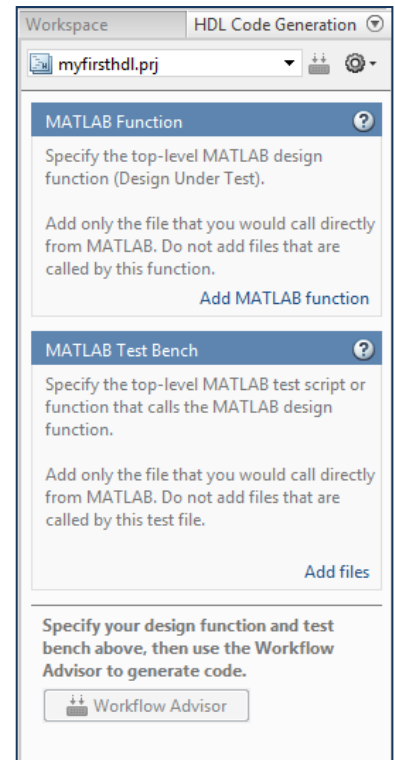 Workspace
HDL Code Generation
myfirsthdl.prj
MATLAB Function
?
Specify the top-level MATLAB design
function (Design Under Test).
Add only the file that you would call directly
from MATLAB. Do not add files that are
called by this function.
Add MATLAB function
MATLAB Test Bench
?
Specify the top-level MATLAB test script or
function that calls the MATLAB design
function.
Add only the file that you would call directly
from MATLAB. Do not add files that are
called by this test file.
Add files
Specify your design function and test
bench above, then use the Workflow
Advisor to generate code.
Workflow Advisor